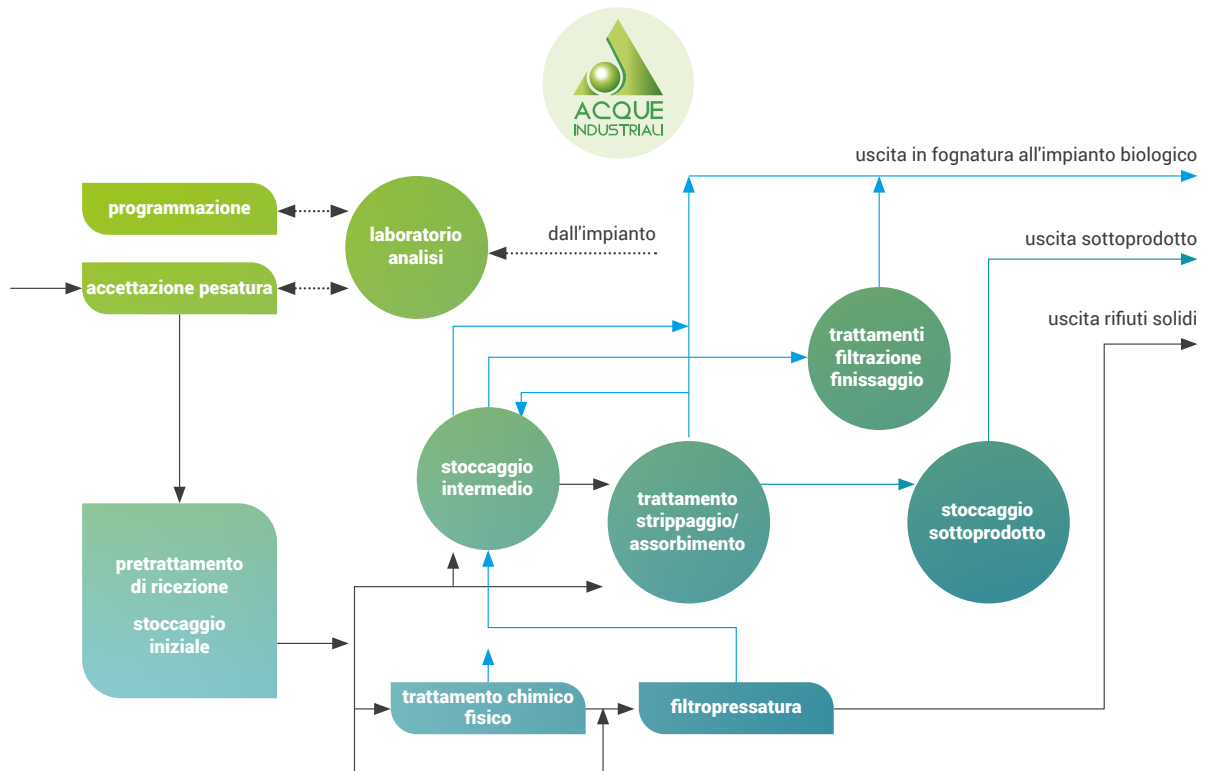 ACQUE
INDUSTRIALI
uscita in fognatura all'impianto biologico
programmazione
laboratorio
analisi
dall'impianto
uscita sottoprodotto
accettazione pesatura
uscita rifiuti solidi
trattamenti
filtrazione
finissaggio
stoccaggio
intermedio
trattamento
strippaggio/
assorbimento
stoccaggio
sottoprodotto
pretrattamento
di ricezione
stoccaggio
iniziale
trattamento chimico
fisico
filtropressatura